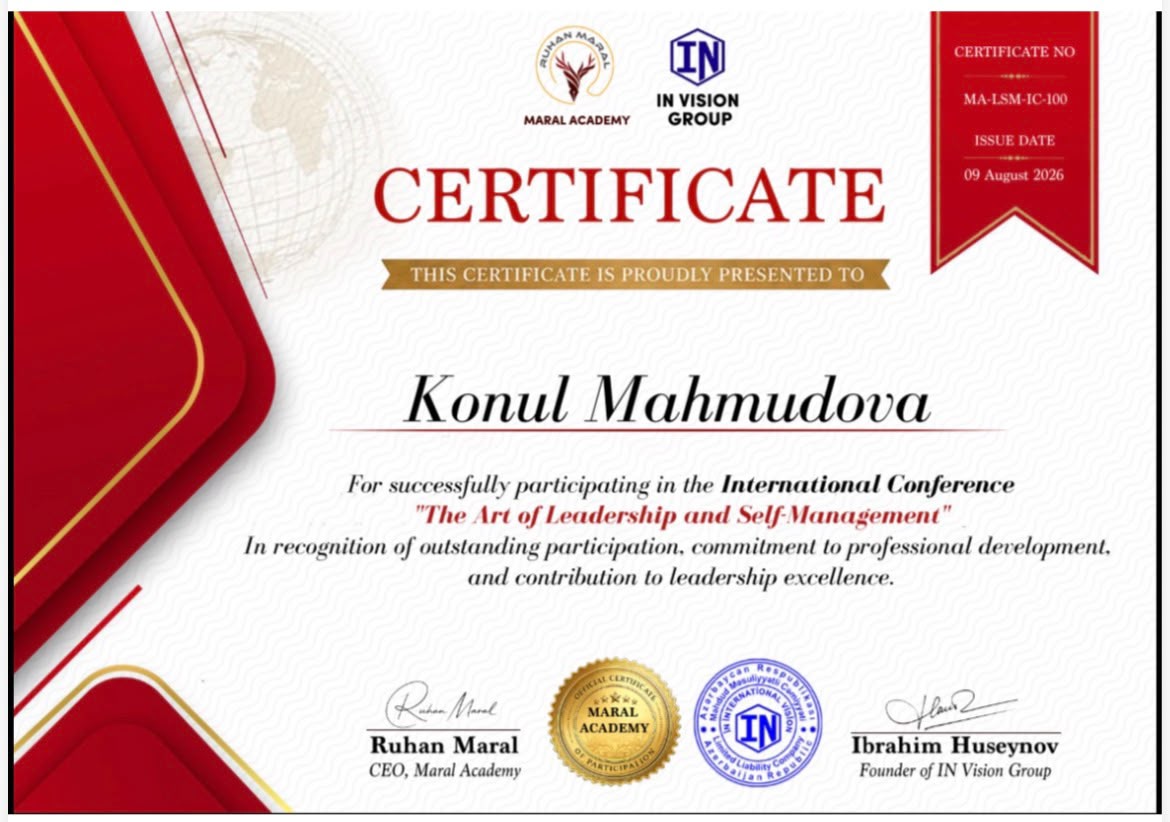 RUHAN MARAL
MARAL ACADEMY
IN
IN VISION
GROUP
CERTIFICATE NO
MA-LSM-IC-100
ISSUE DATE
09 August 2026
CERTIFICATE
THIS CERTIFICATE IS PROUDLY PRESENTED TO
Konul Mahmudova
For successfully participating in the International Conference
"The Art of Leadership and Self-Management"
In recognition of outstanding participation, commitment to professional development,
and contribution to leadership excellence.
Ruhan Maral
Ruhan Maral
CEO, Maral Academy
OFFICIAL CERTIFICATE
MARAL
ACADEMY
OF PARTICIPATION
Azərbaycan Respublikası
Məhdud Məsuliyyətli Cəmiyyəti
IN INTERNATIONAL VISION
IN
Limited Liability Company
Azerbaijan Republic
Ibrahim Huseynov
Founder of IN Vision Group